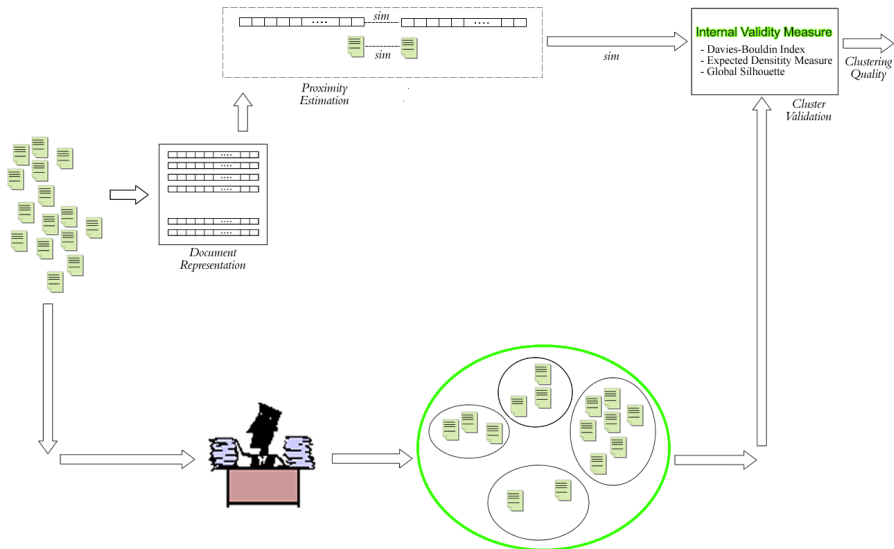 sim
sim
Proximity
Estimation
sim
Internal Validity Measure
- Davies-Bouldin Index
- Expected Densitity Measure
- Global Silhouette
Clustering
Quality
Cluster
Validation
Document
Representation